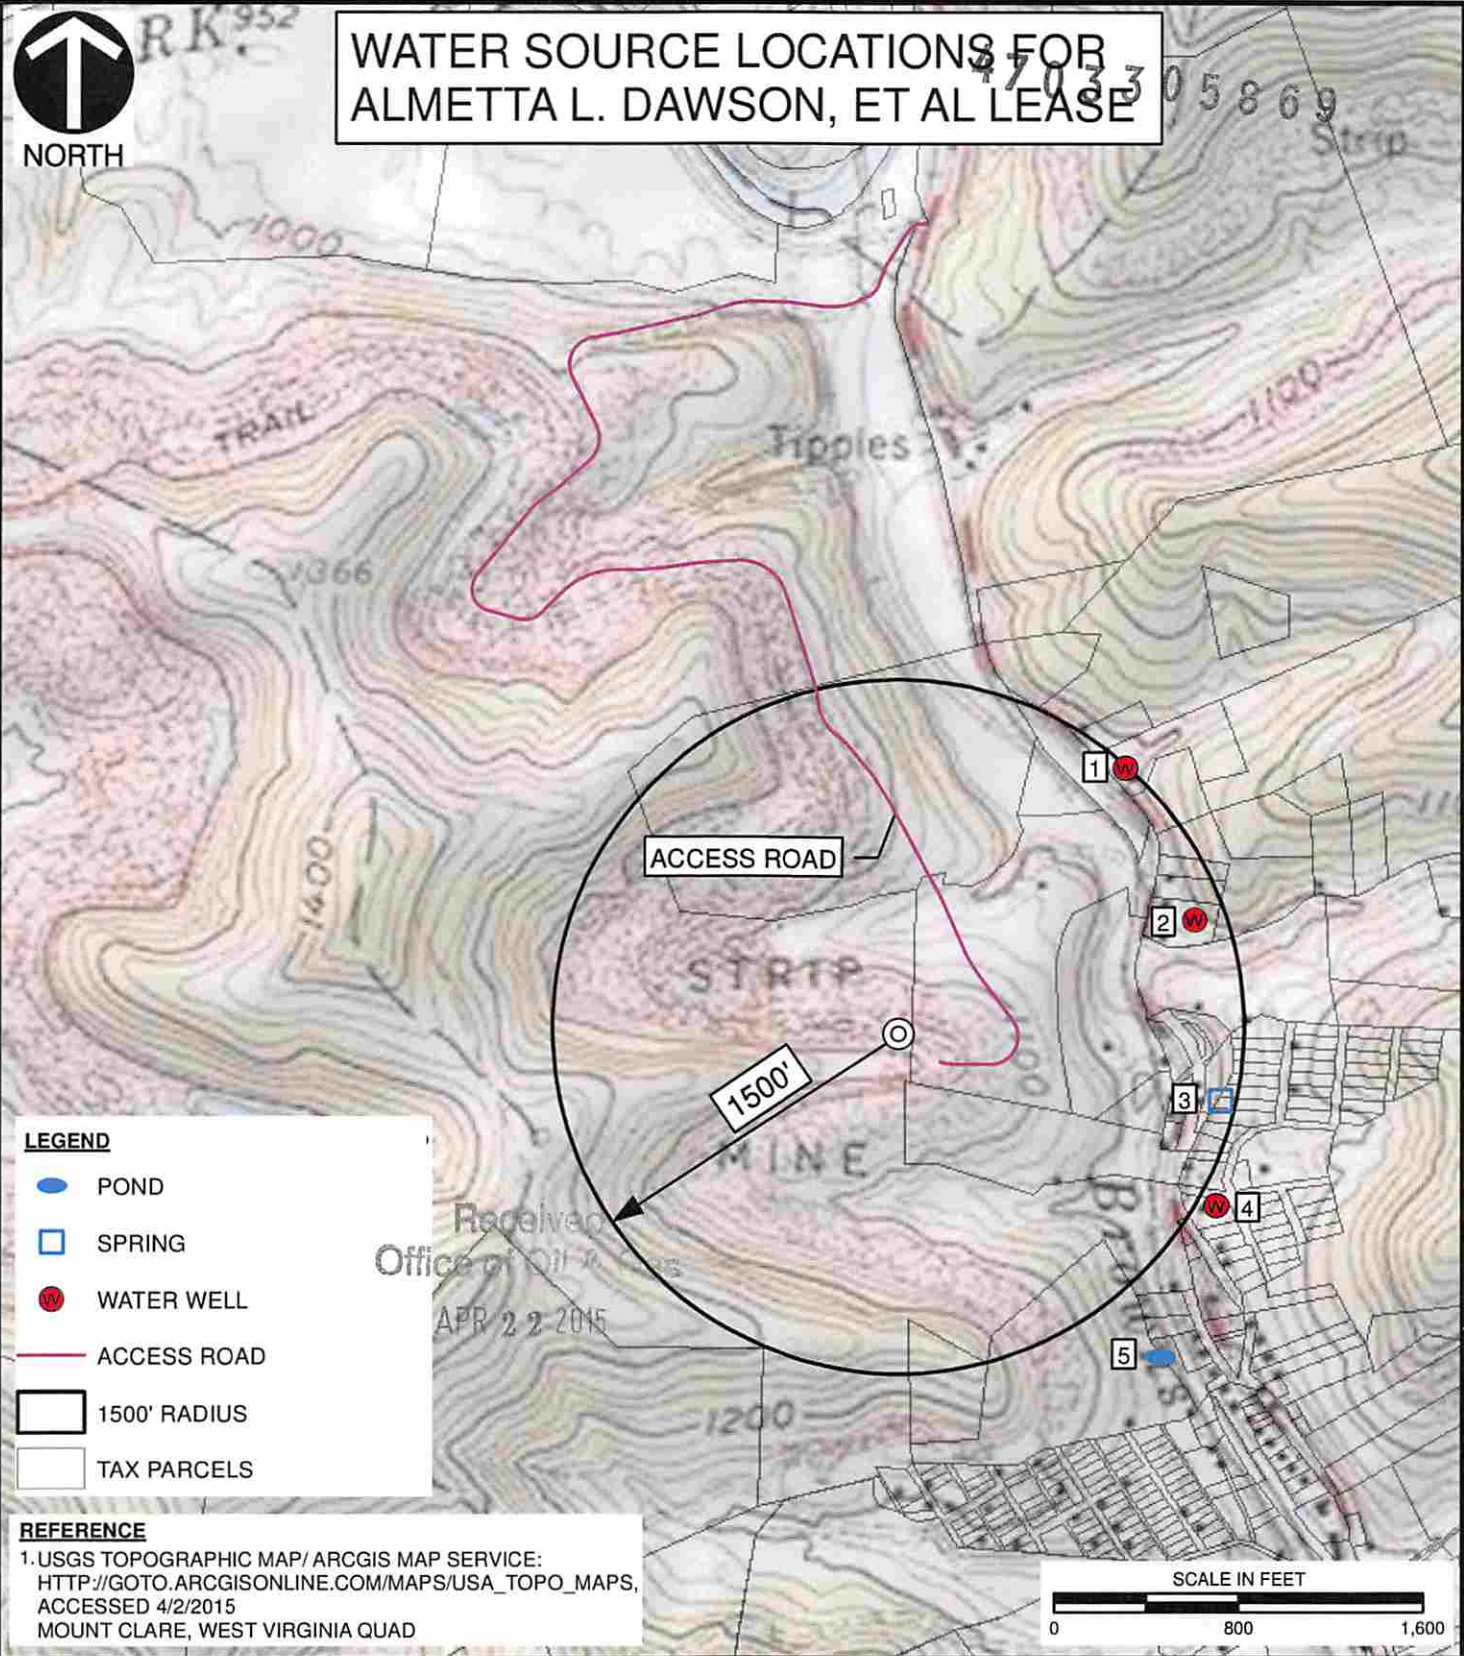 RK.
952
WATER SOURCE LOCATIONS FOR
ALMETTA L. DAWSON, ET AL LEASE
4703305869
NORTH
Strip
1000
TRAIL
1100
Tipples
1366
1
W
ACCESS ROAD
1400
2
W
STRIP
O
1500'
3
MINE
W
4
LEGEND
POND
SPRING
W
WATER WELL
ACCESS ROAD
1500' RADIUS
TAX PARCELS
Received
Office of Oil & Gas
APR 22 2015
5
1200
REFERENCE
1. USGS TOPOGRAPHIC MAP/ ARCGIS MAP SERVICE:
HTTP://GOTO.ARCGISONLINE.COM/MAPS/USA_TOPO_MAPS,
ACCESSED 4/2/2015
MOUNT CLARE, WEST VIRGINIA QUAD
SCALE IN FEET
0 800 1,600